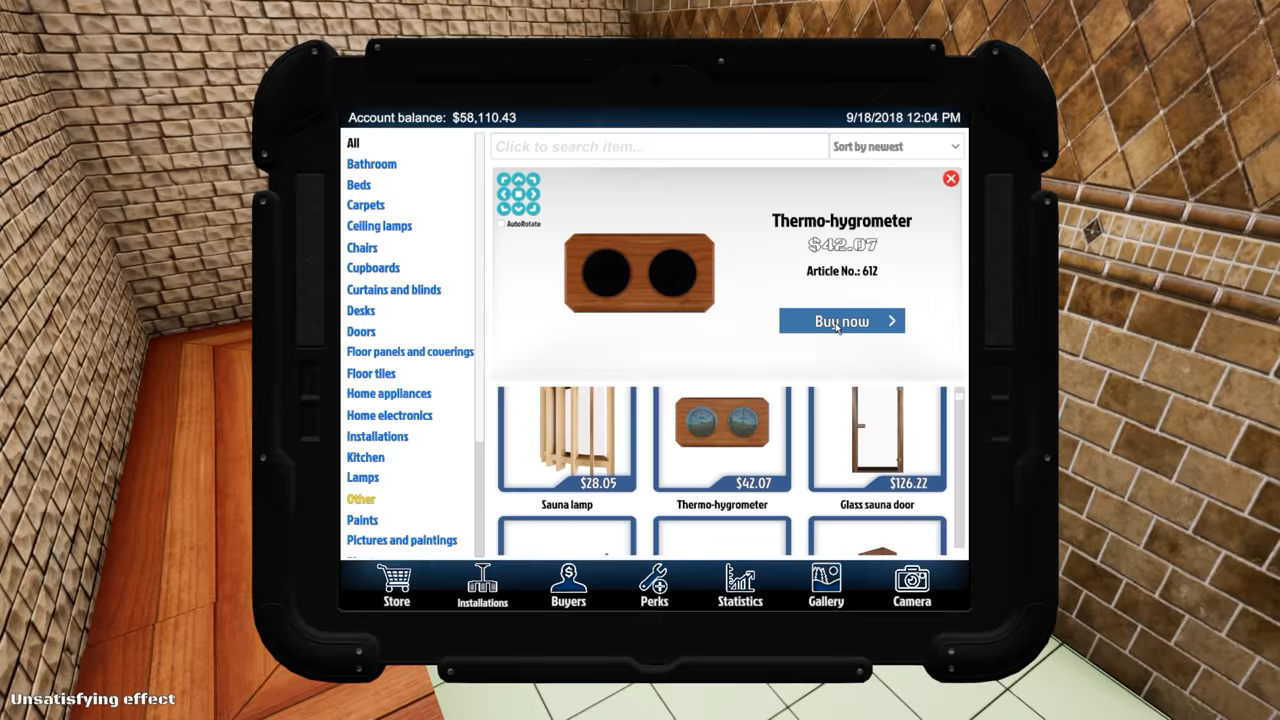 Account balance: $58,110.43
9/18/2018 12:04 PM
All
Bathroom
Beds
Carpets
Ceiling lamps
Chairs
Cupboards
Curtains and blinds
Desks
Doors
Floor panels and coverings
Floor tiles
Home appliances
Home electronics
Installations
Kitchen
Lamps
Other
Paints
Pictures and paintings
Click to search item...
Sort by newest
AutoRotate
Thermo-hygrometer
$42.07
Article No.: 612
Buy now
$28.05
$42.07
$126.22
Sauna lamp
Thermo-hygrometer
Glass sauna door
Store
Installations
Buyers
Perks
Statistics
Gallery
Camera
Unsatisfying effect